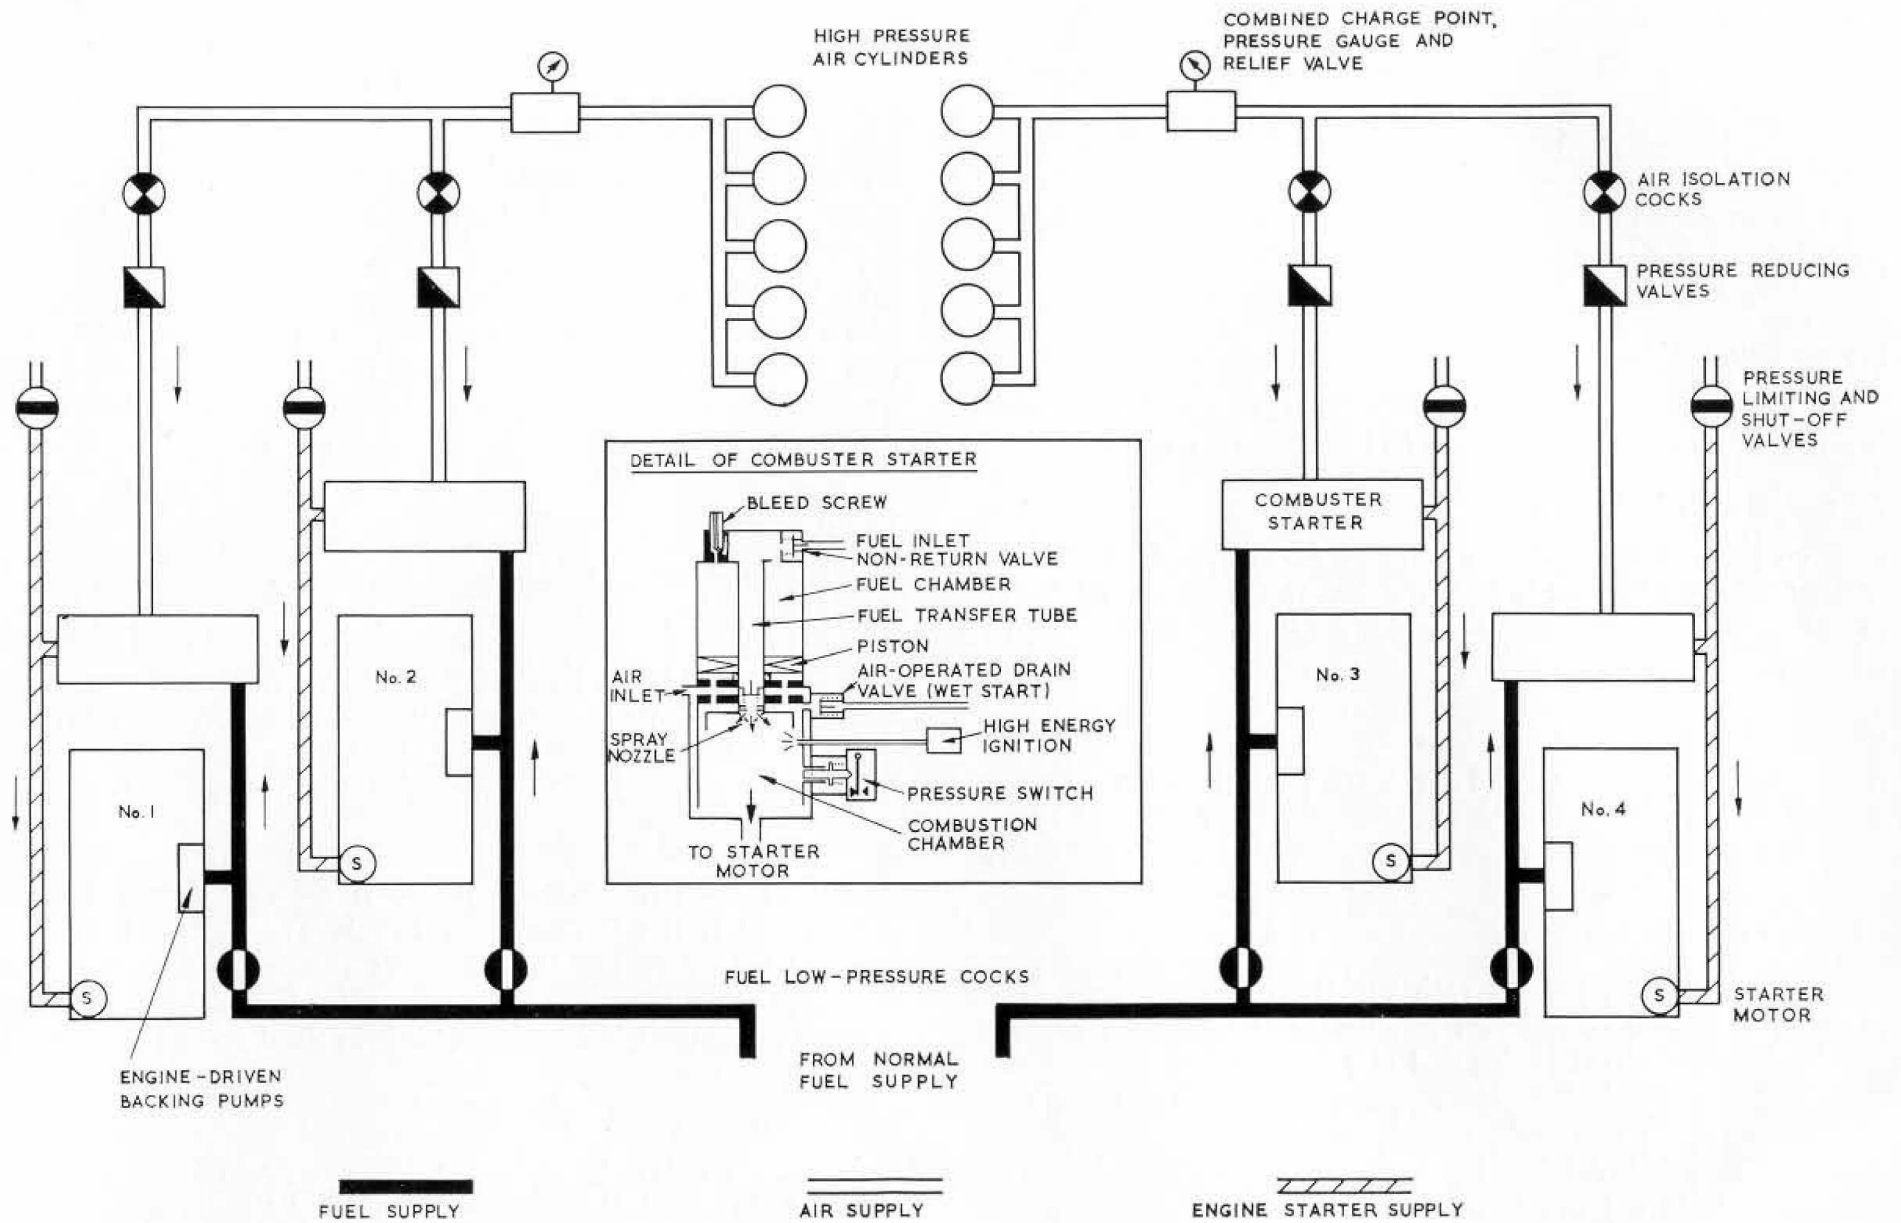 HIGH PRESSURE
AIR CYLINDERS
COMBINED CHARGE POINT,
PRESSURE GAUGE AND
RELIEF VALVE
AIR ISOLATION
COCKS
PRESSURE REDUCING
VALVES
PRESSURE
LIMITING AND
SHUT-OFF
VALVES
DETAIL OF COMBUSTER STARTER
BLEED SCREW
FUEL INLET
NON-RETURN VALVE
FUEL CHAMBER
FUEL TRANSFER TUBE
PISTON
AIR-OPERATED DRAIN
VALVE (WET START)
AIR
INLET
SPRAY
NOZZLE
HIGH ENERGY
IGNITION
PRESSURE SWITCH
COMBUSTION
CHAMBER
TO STARTER
MOTOR
COMBUSTER
STARTER
No. 2
No. 3
No. 1
No. 4
S
S
S
S
STARTER
MOTOR
FUEL LOW-PRESSURE COCKS
FROM NORMAL
FUEL SUPPLY
ENGINE-DRIVEN
BACKING PUMPS
FUEL SUPPLY
AIR SUPPLY
ENGINE STARTER SUPPLY